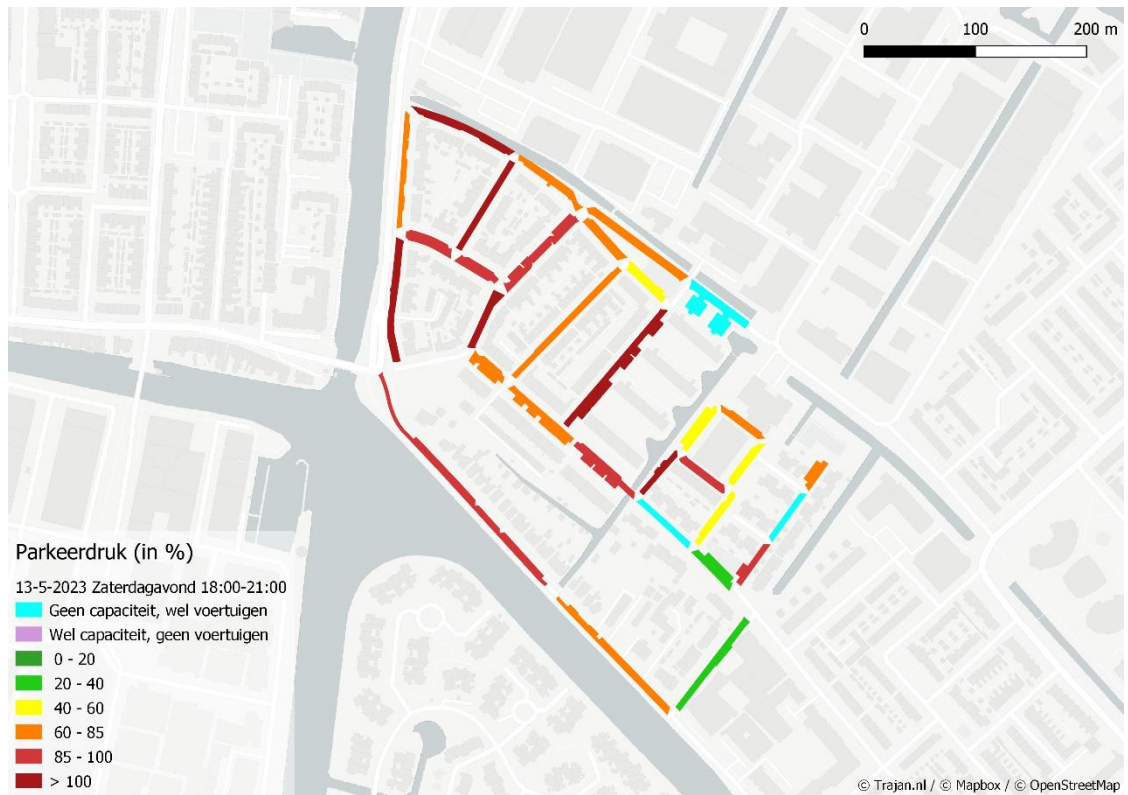 0 100 200 m
Parkeerdruk (in %)
13-5-2023 Zaterdagavond 18:00-21:00
Geen capaciteit, wel voertuigen
Wel capaciteit, geen voertuigen
0 - 20
20 - 40
40 - 60
60 - 85
85 - 100
> 100
© Trajan.nl / © Mapbox / © OpenStreetMap